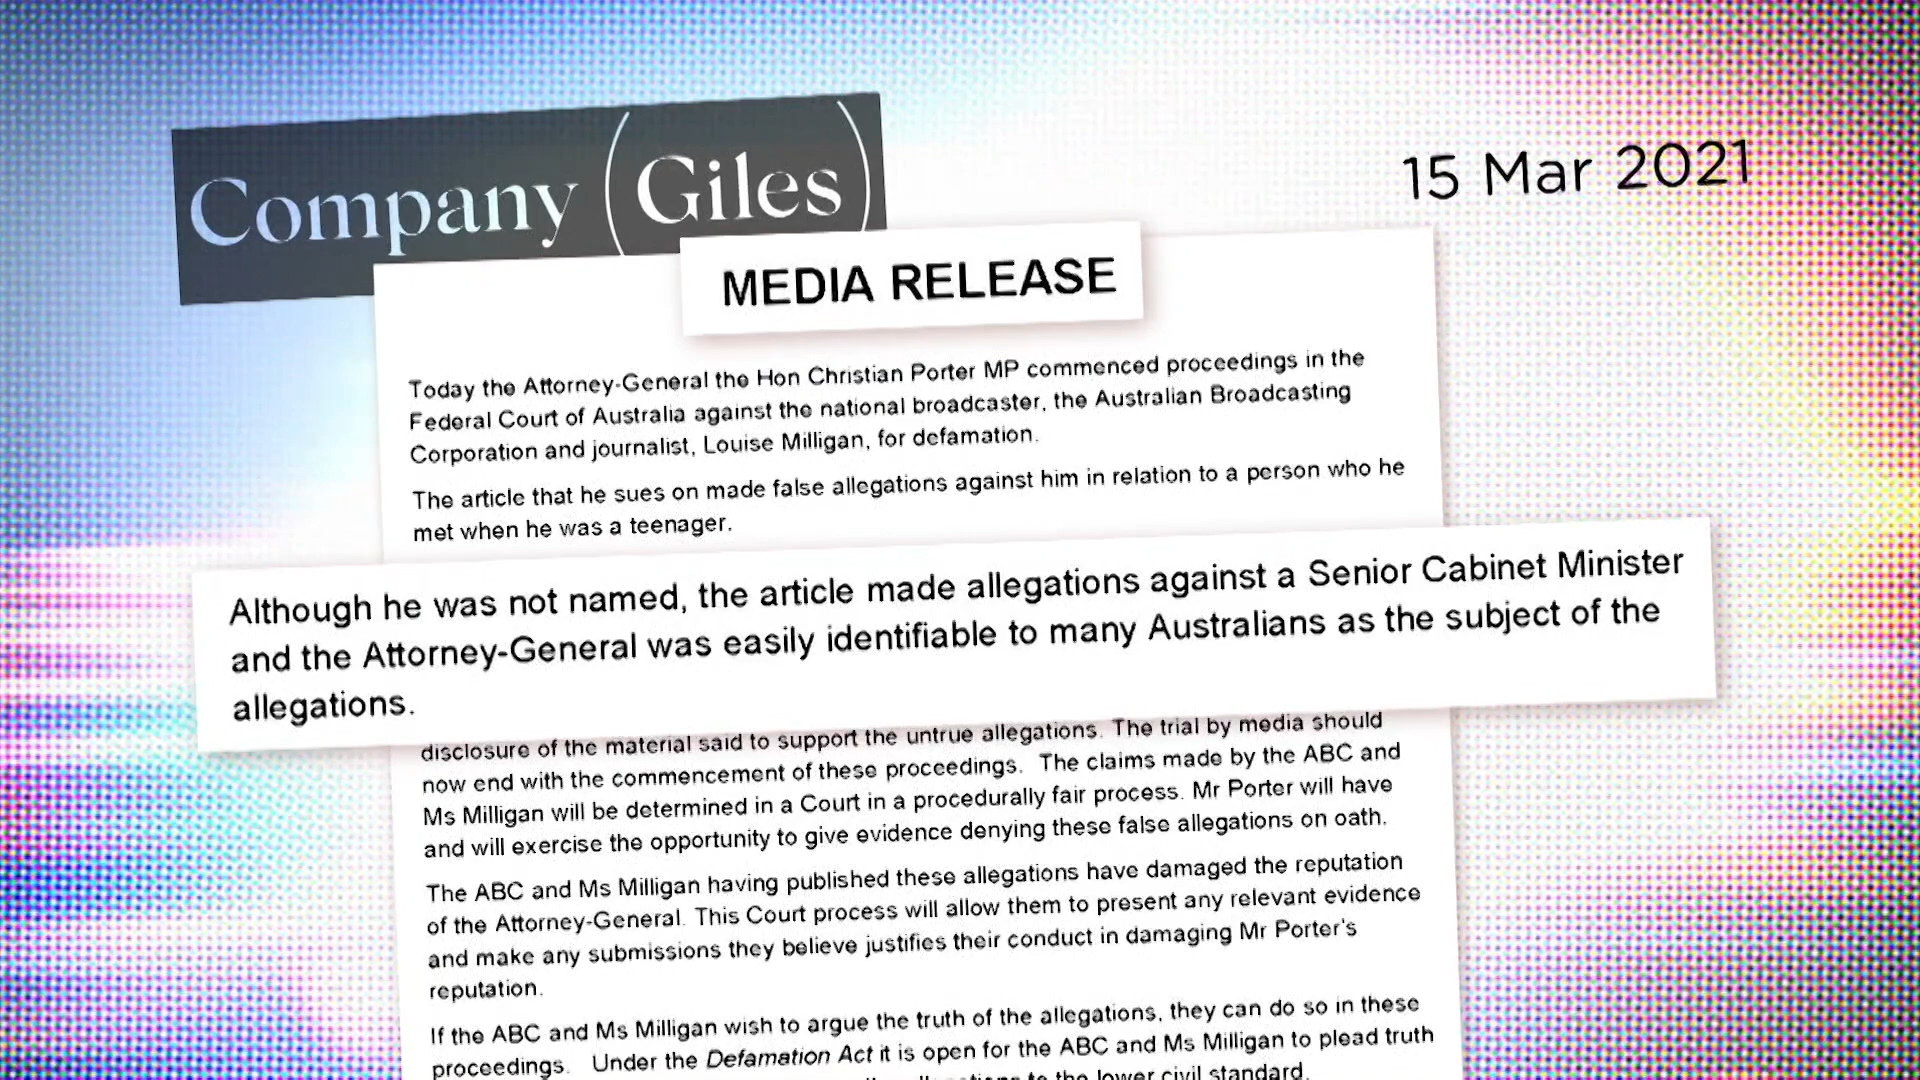 Company (Giles)
15 Mar 2021
MEDIA RELEASE
Today the Attorney-General the Hon Christian Porter MP commenced proceedings in the
Federal Court of Australia against the national broadcaster, the Australian Broadcasting
Corporation and journalist, Louise Milligan, for defamation.
The article that he sues on made false allegations against him in relation to a person who he
met when he was a teenager.
Although he was not named, the article made allegations against a Senior Cabinet Minister
and the Attorney-General was easily identifiable to many Australians as the subject of the
allegations.
disclosure of the material said to support the untrue allegations. The trial by media should
now end with the commencement of these proceedings. The claims made by the ABC and
Ms Milligan will be determined in a Court in a procedurally fair process. Mr Porter will have
and will exercise the opportunity to give evidence denying these false allegations on oath.
The ABC and Ms Milligan having published these allegations have damaged the reputation
of the Attorney-General. This Court process will allow them to present any relevant evidence
and make any submissions they believe justifies their conduct in damaging Mr Porter's
reputation.
If the ABC and Ms Milligan wish to argue the truth of the allegations, they can do so in these
proceedings. Under the Defamation Act it is open for the ABC and Ms Milligan to plead truth
to the lower civil standard.